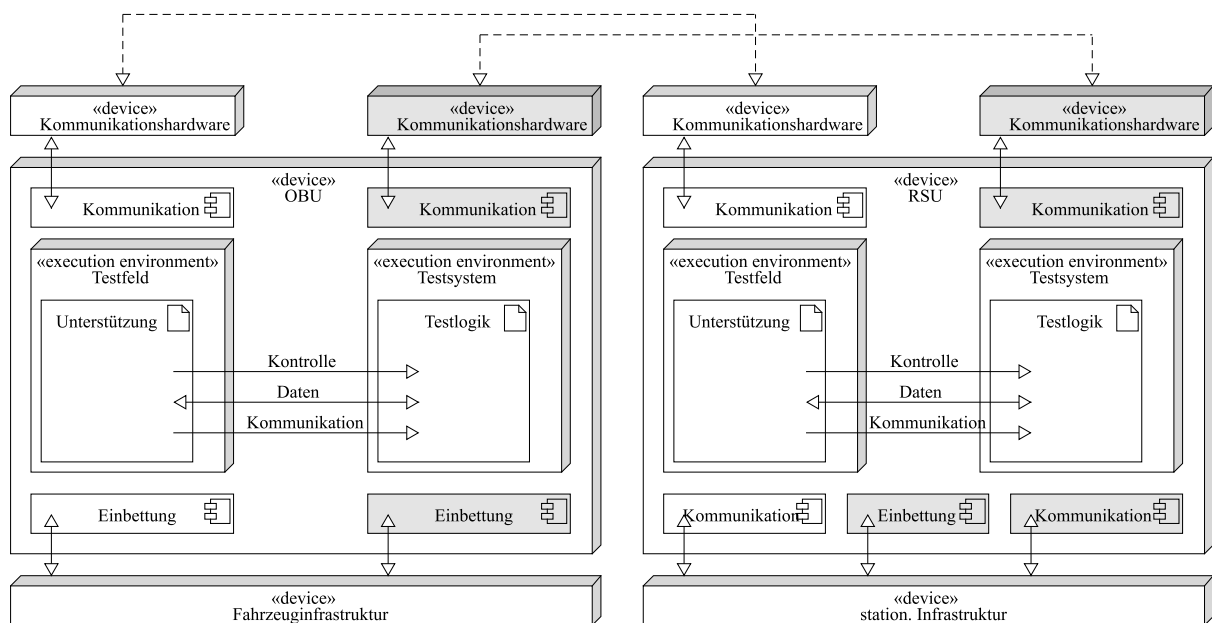 «device»
Kommunikationshardware
«device»
Kommunikationshardware
«device»
Kommunikationshardware
«device»
Kommunikationshardware
«device»
OBU
Kommunikation
Kommunikation
«execution environment»
Testfeld
«execution environment»
Testsystem
Unterstützung
Testlogik
Kontrolle
Daten
Kommunikation
Einbettung
Einbettung
«device»
Fahrzeuginfrastruktur
«device»
RSU
Kommunikation
Kommunikation
«execution environment»
Testfeld
«execution environment»
Testsystem
Unterstützung
Testlogik
Kontrolle
Daten
Kommunikation
Kommunikation
Einbettung
Kommunikation
«device»
station. Infrastruktur